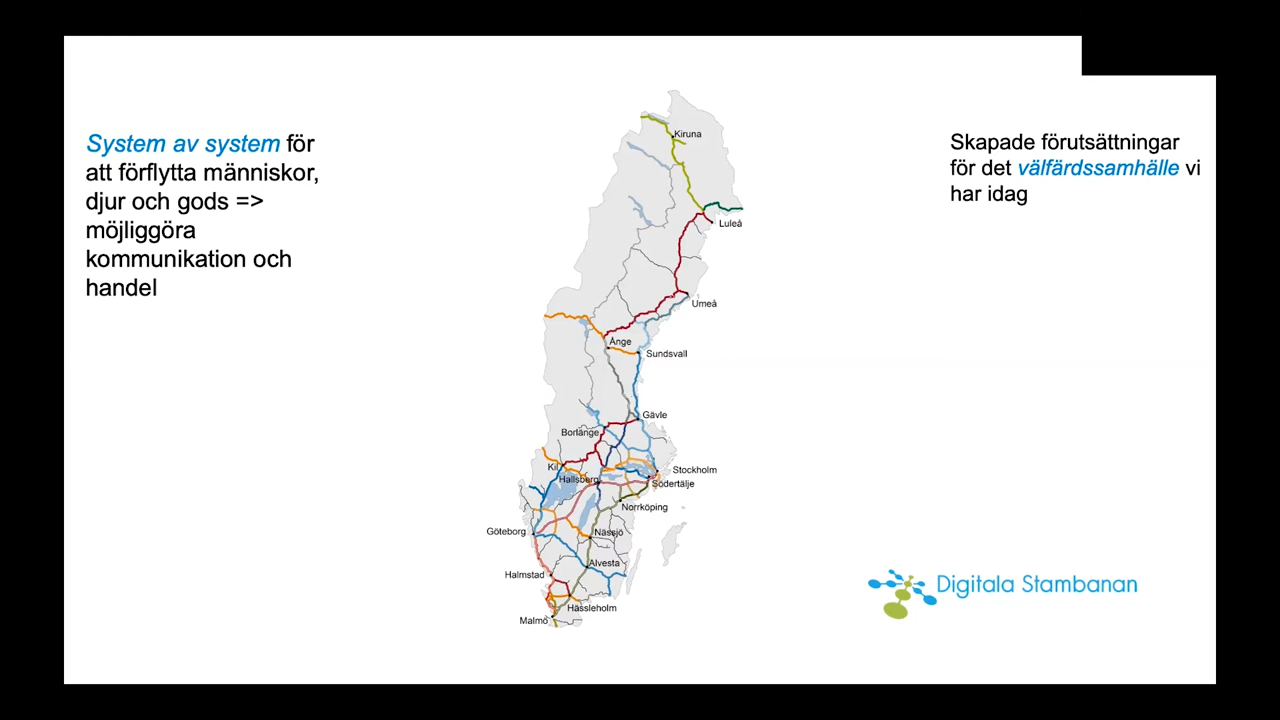 System av system för
att förflytta människor,
djur och gods =>
möjliggöra
kommunikation och
handel
Skapade förutsättningar
för det välfärdssamhälle vi
har idag
Kiruna
Luleå
Umeå
Ånge
Sundsvall
Gävle
Borlänge
Kil
Stockholm
Hallsberg
Södertälje
Norrköping
Göteborg
Nässjö
Alvesta
Halmstad
Hässleholm
Malmö
Digitala Stambanan